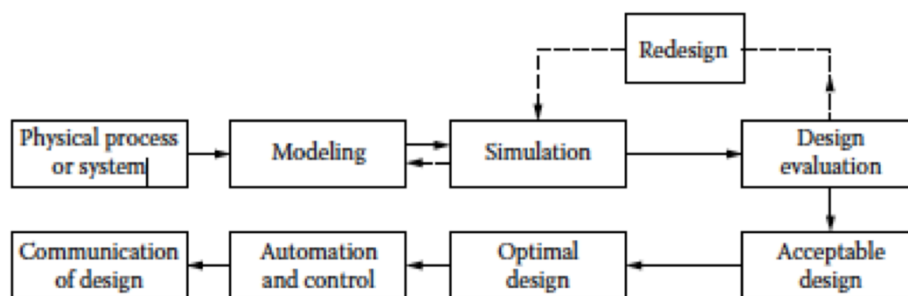 Redesign
Physical process
or system
Modeling
Simulation
Design
evaluation
Communication
of design
Automation
and control
Optimal
design
Acceptable
design